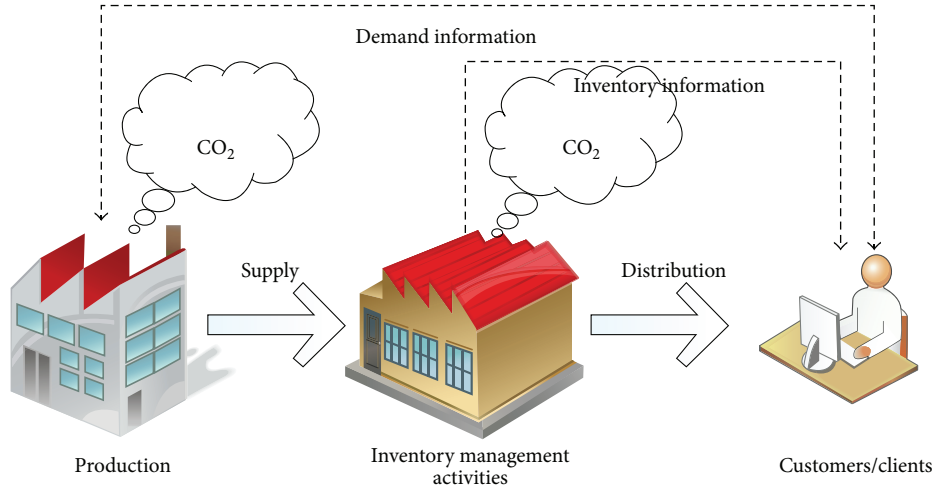 Demand information
Inventory information
CO₂
CO₂
Supply
Distribution
Production
Inventory management
activities
Customers/clients